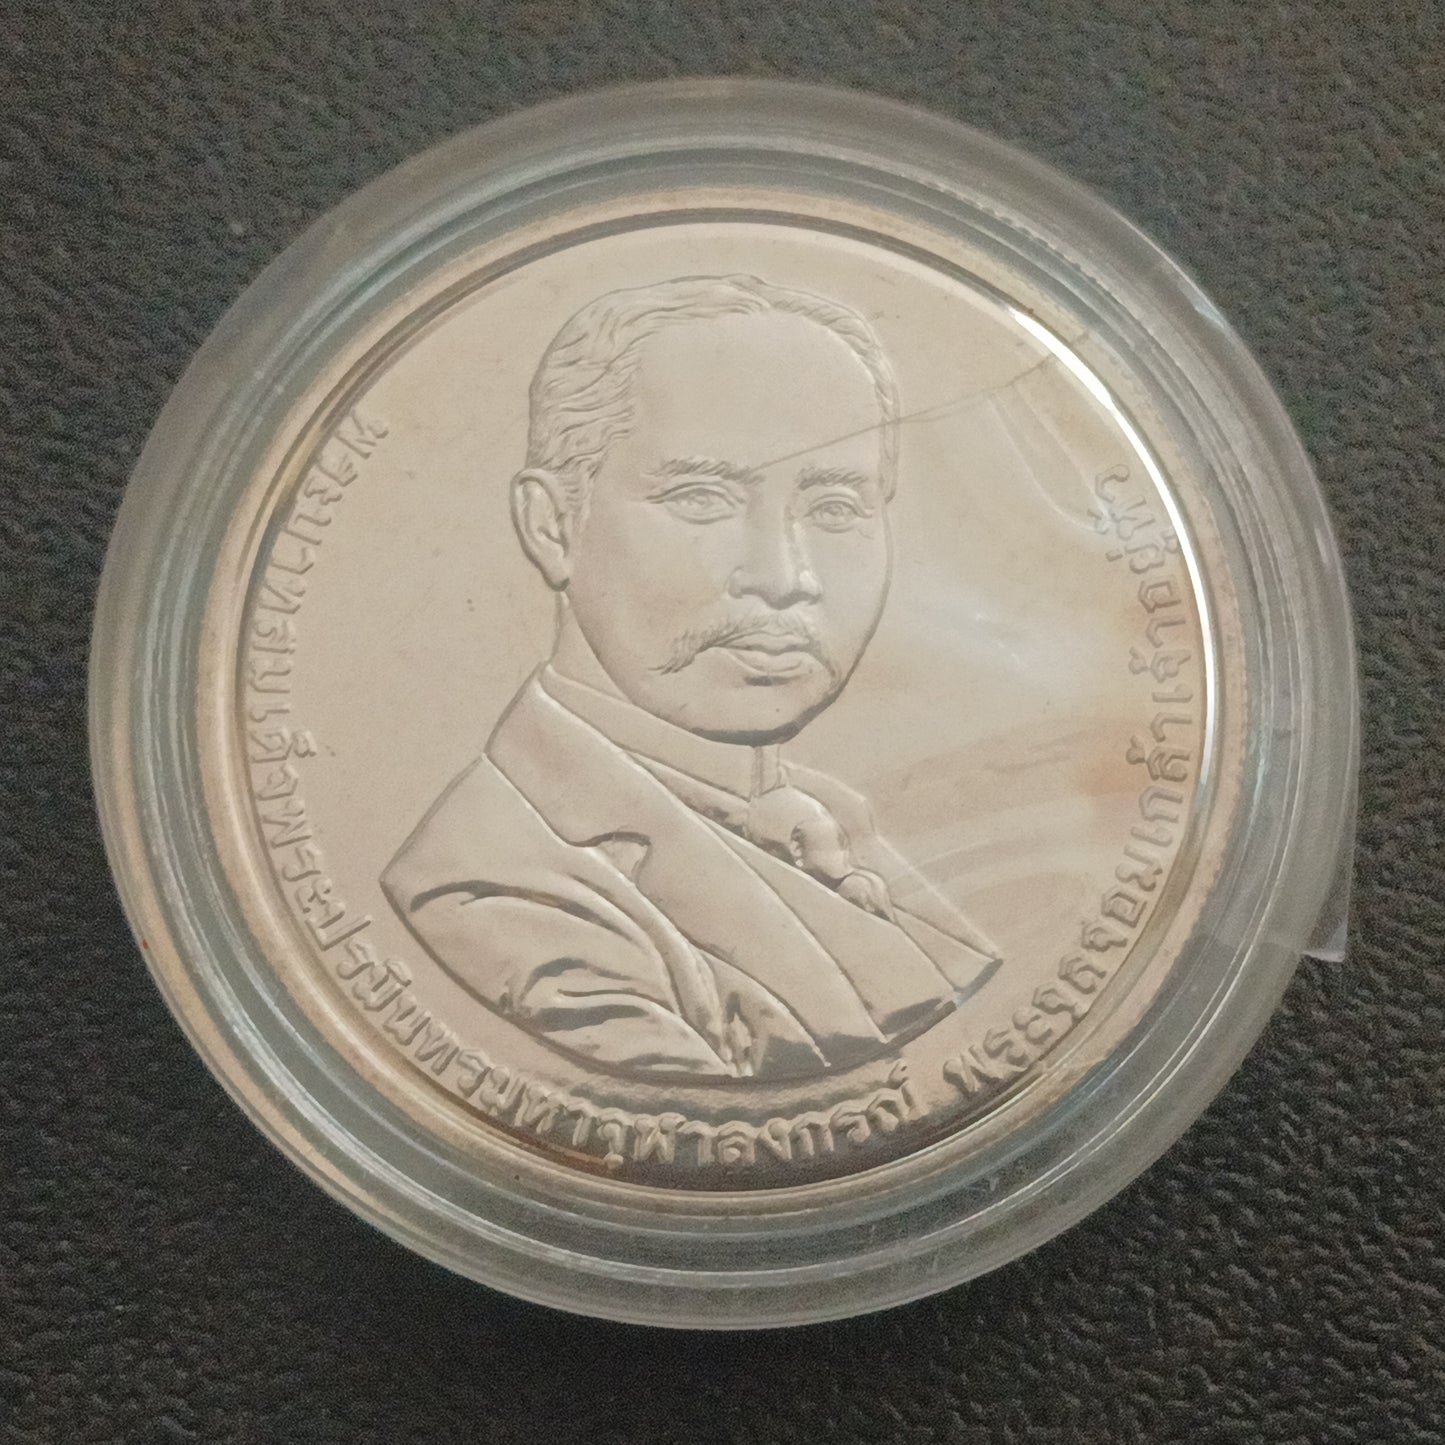 พระบาทสมเด็จพระปรมินทรมหาจุฬาลงกรณ์ พระจุลจอมเกล้าเจ้าอยู่หัว